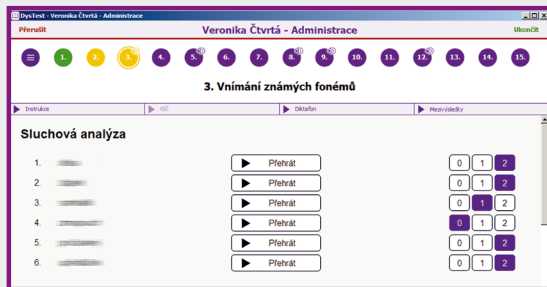 DysTest - Veronika Čtvrtá - Administrace
Přerušit Veronika Čtvrtá - Administrace Ukončit
1. 2. 3. 4. 5. 6. 7. 8. 9. 10. 11. 12. 13. 14. 15.
3. Vnímání známých fonémů
Instrukce Klíč Diktafon Mezivýsledky
Sluchová analýza
1. Přehrát 0 1 2
2. Přehrát 0 1 2
3. Přehrát 0 1 2
4. Přehrát 0 1 2
5. Přehrát 0 1 2
6. Přehrát 0 1 2